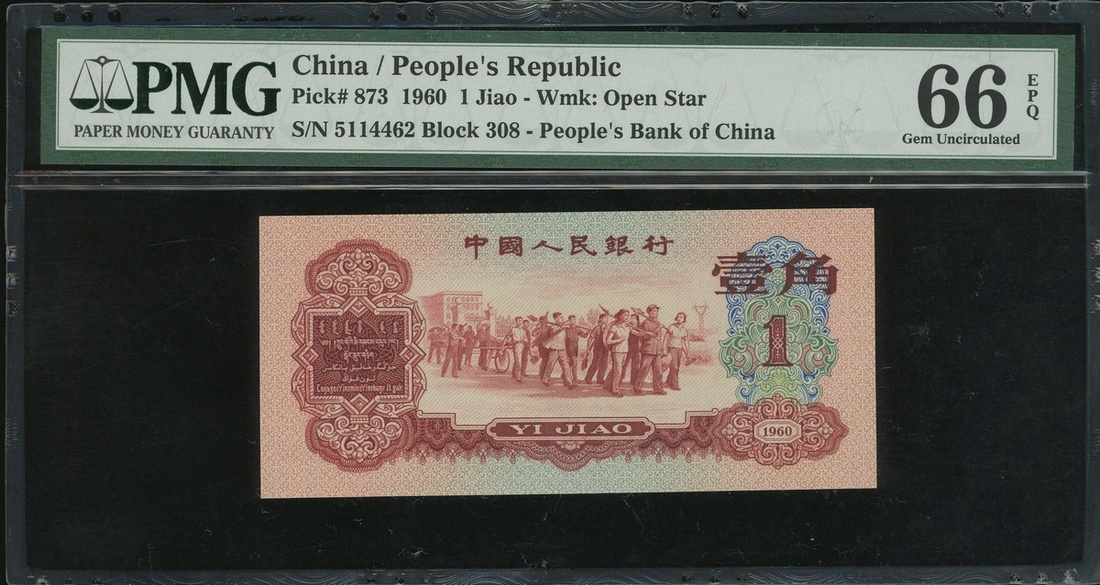 PMG
PAPER MONEY GUARANTY
China / People's Republic
Pick# 873 1960 1 Jiao - Wmk: Open Star
S/N 5114462 Block 308 - People's Bank of China
66
EPQ
Gem Uncirculated
中國人民銀行
壹角
1
YI JIAO
1960